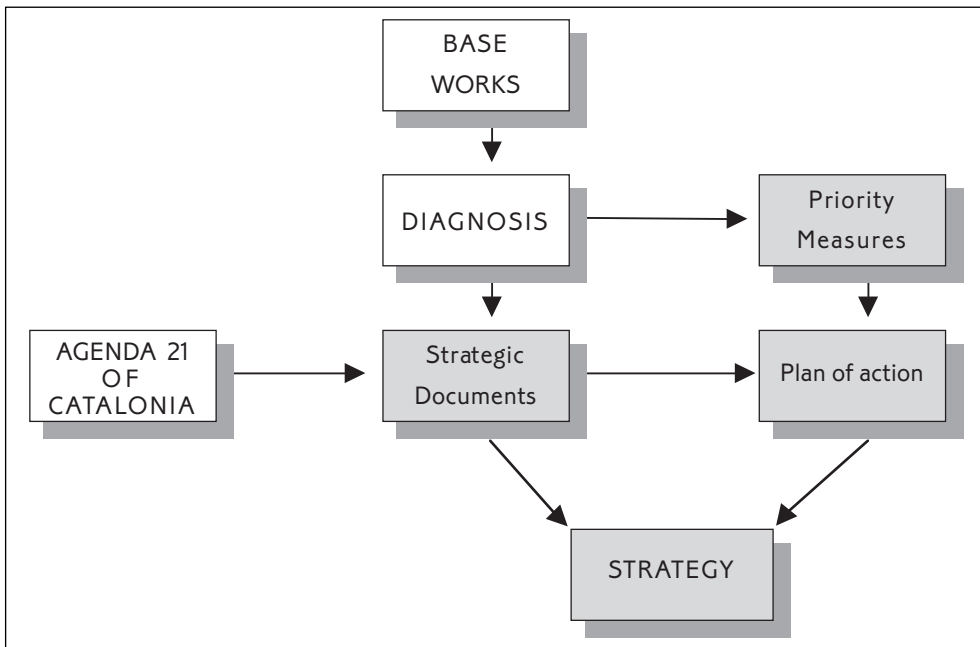 BASE
WORKS
DIAGNOSIS
Priority
Measures
AGENDA 21
OF
CATALONIA
Strategic
Documents
Plan of action
STRATEGY